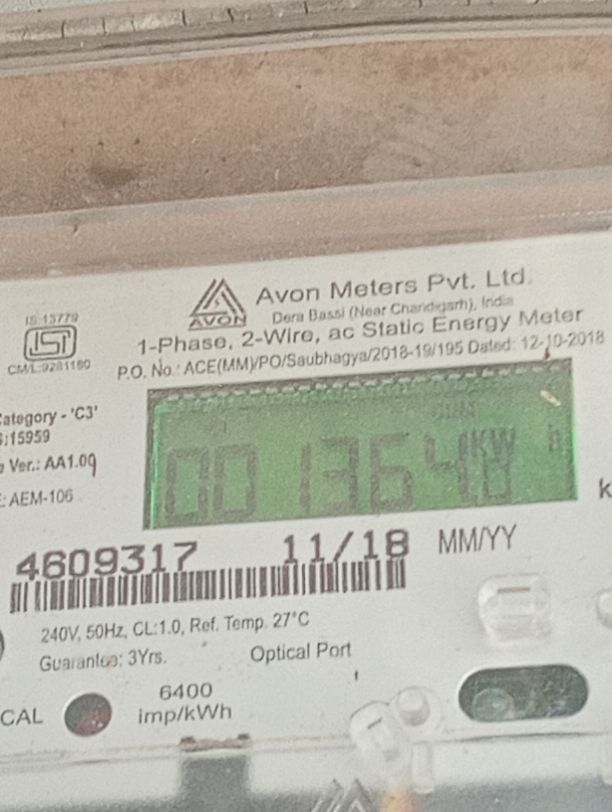 Avon Meters Pvt. Ltd.
AVON
Dera Bassi (Near Chandigarh), India
IS 13779
ISI
1-Phase, 2-Wire, ac Static Energy Meter
CM/L:9281180
P.O. No.: ACE(MM)/PO/Saubhagya/2018-19/195 Dated: 12-10-2018
Category - 'C3'
:15959
Ver.: AA1.09
: AEM-106
KW
k
4609317 11/18 MM/YY
240V, 50Hz, CL:1.0, Ref. Temp. 27°C
Guarantee: 3Yrs. Optical Port
6400
CAL imp/kWh